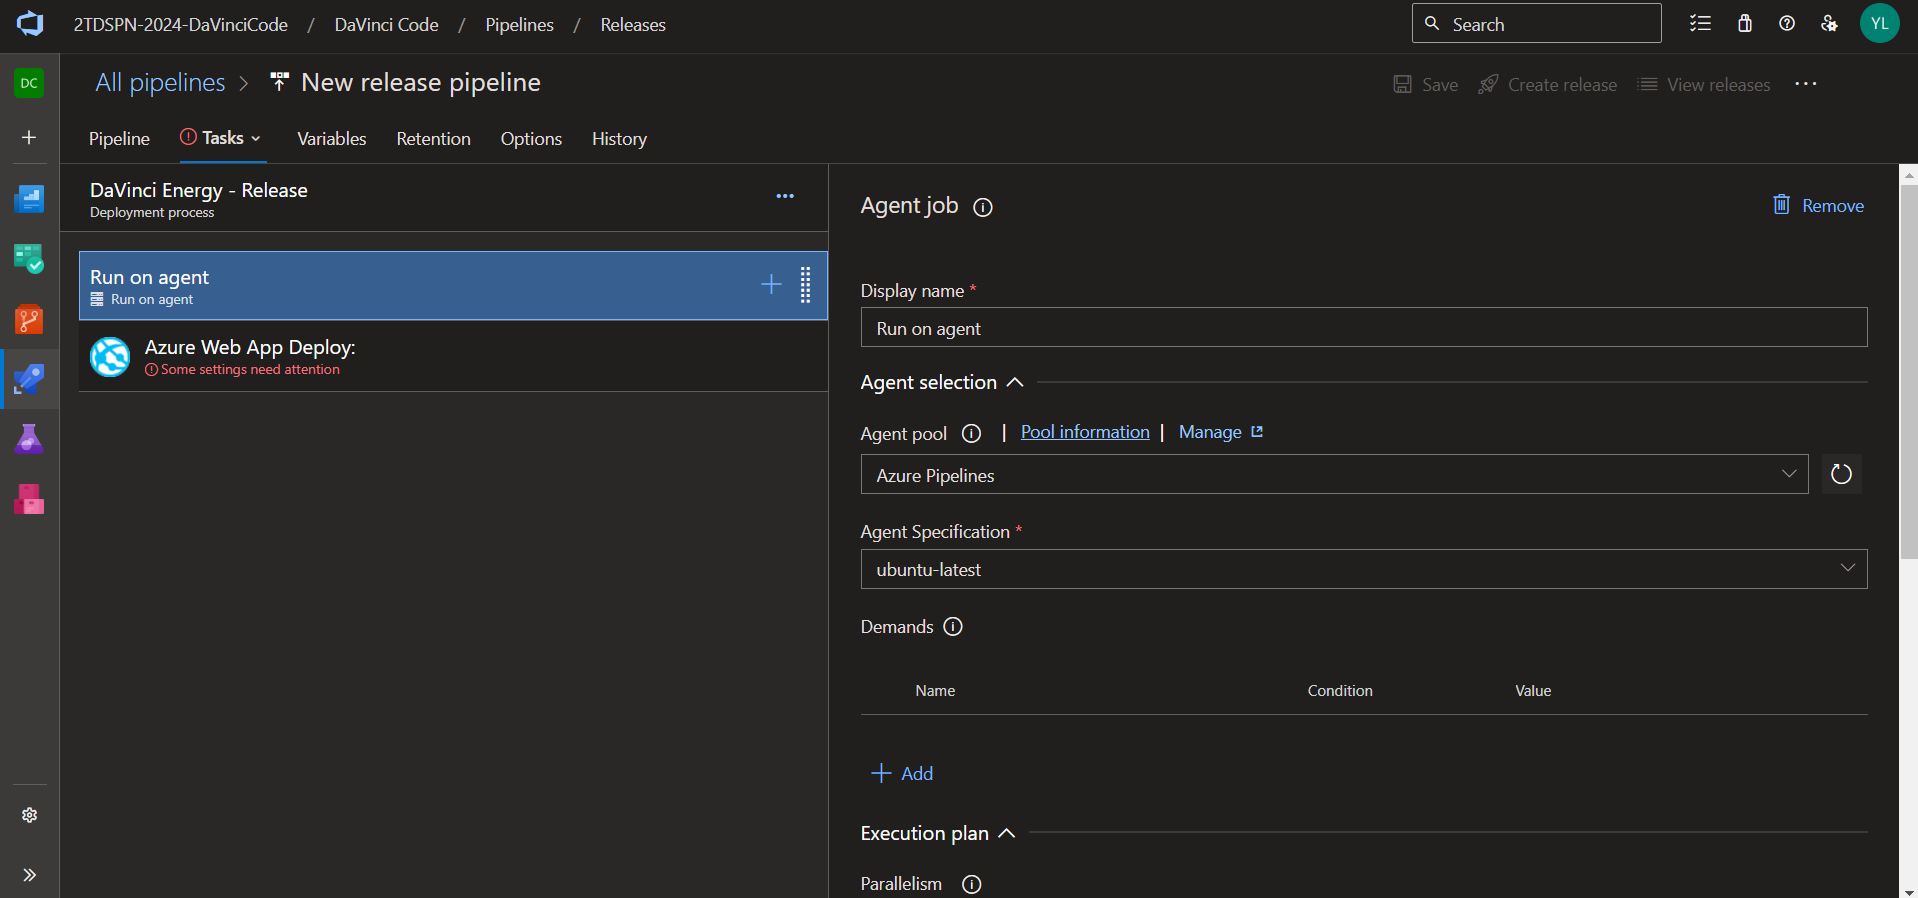 2TDSPN-2024-DaVinciCode / DaVinci Code / Pipelines / Releases
Search
YL
DC
All pipelines > New release pipeline
Save
Create release
View releases
Pipeline
Tasks
Variables
Retention
Options
History
DaVinci Energy - Release
Deployment process
Run on agent
Run on agent
Azure Web App Deploy:
Some settings need attention
Agent job
Remove
Display name *
Run on agent
Agent selection
Agent pool | Pool information | Manage
Azure Pipelines
Agent Specification *
ubuntu-latest
Demands
Name Condition Value
Add
Execution plan
Parallelism